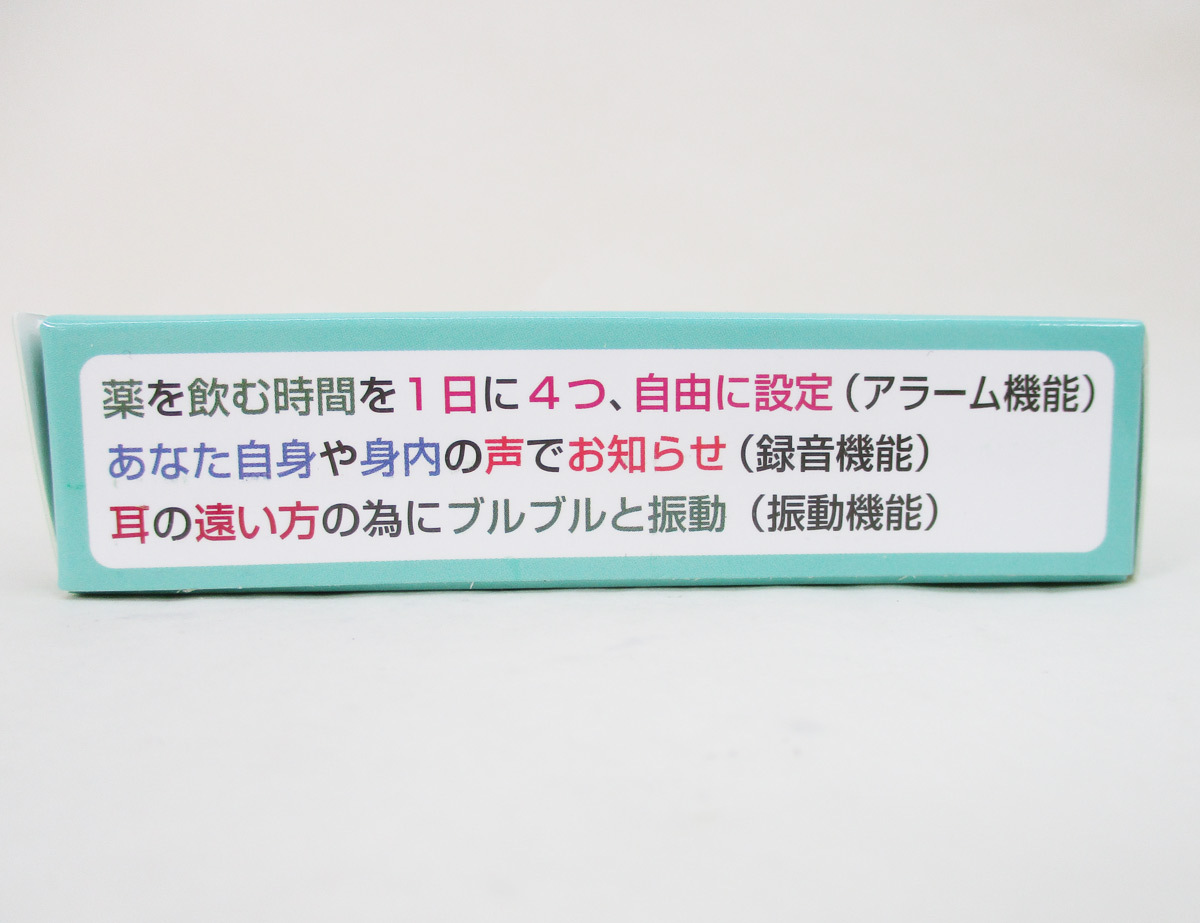 薬を飲む時間を１日に４つ、自由に設定（アラーム機能）
あなた自身や身内の声でお知らせ（録音機能）
耳の遠い方の為にブルブルと振動（振動機能）